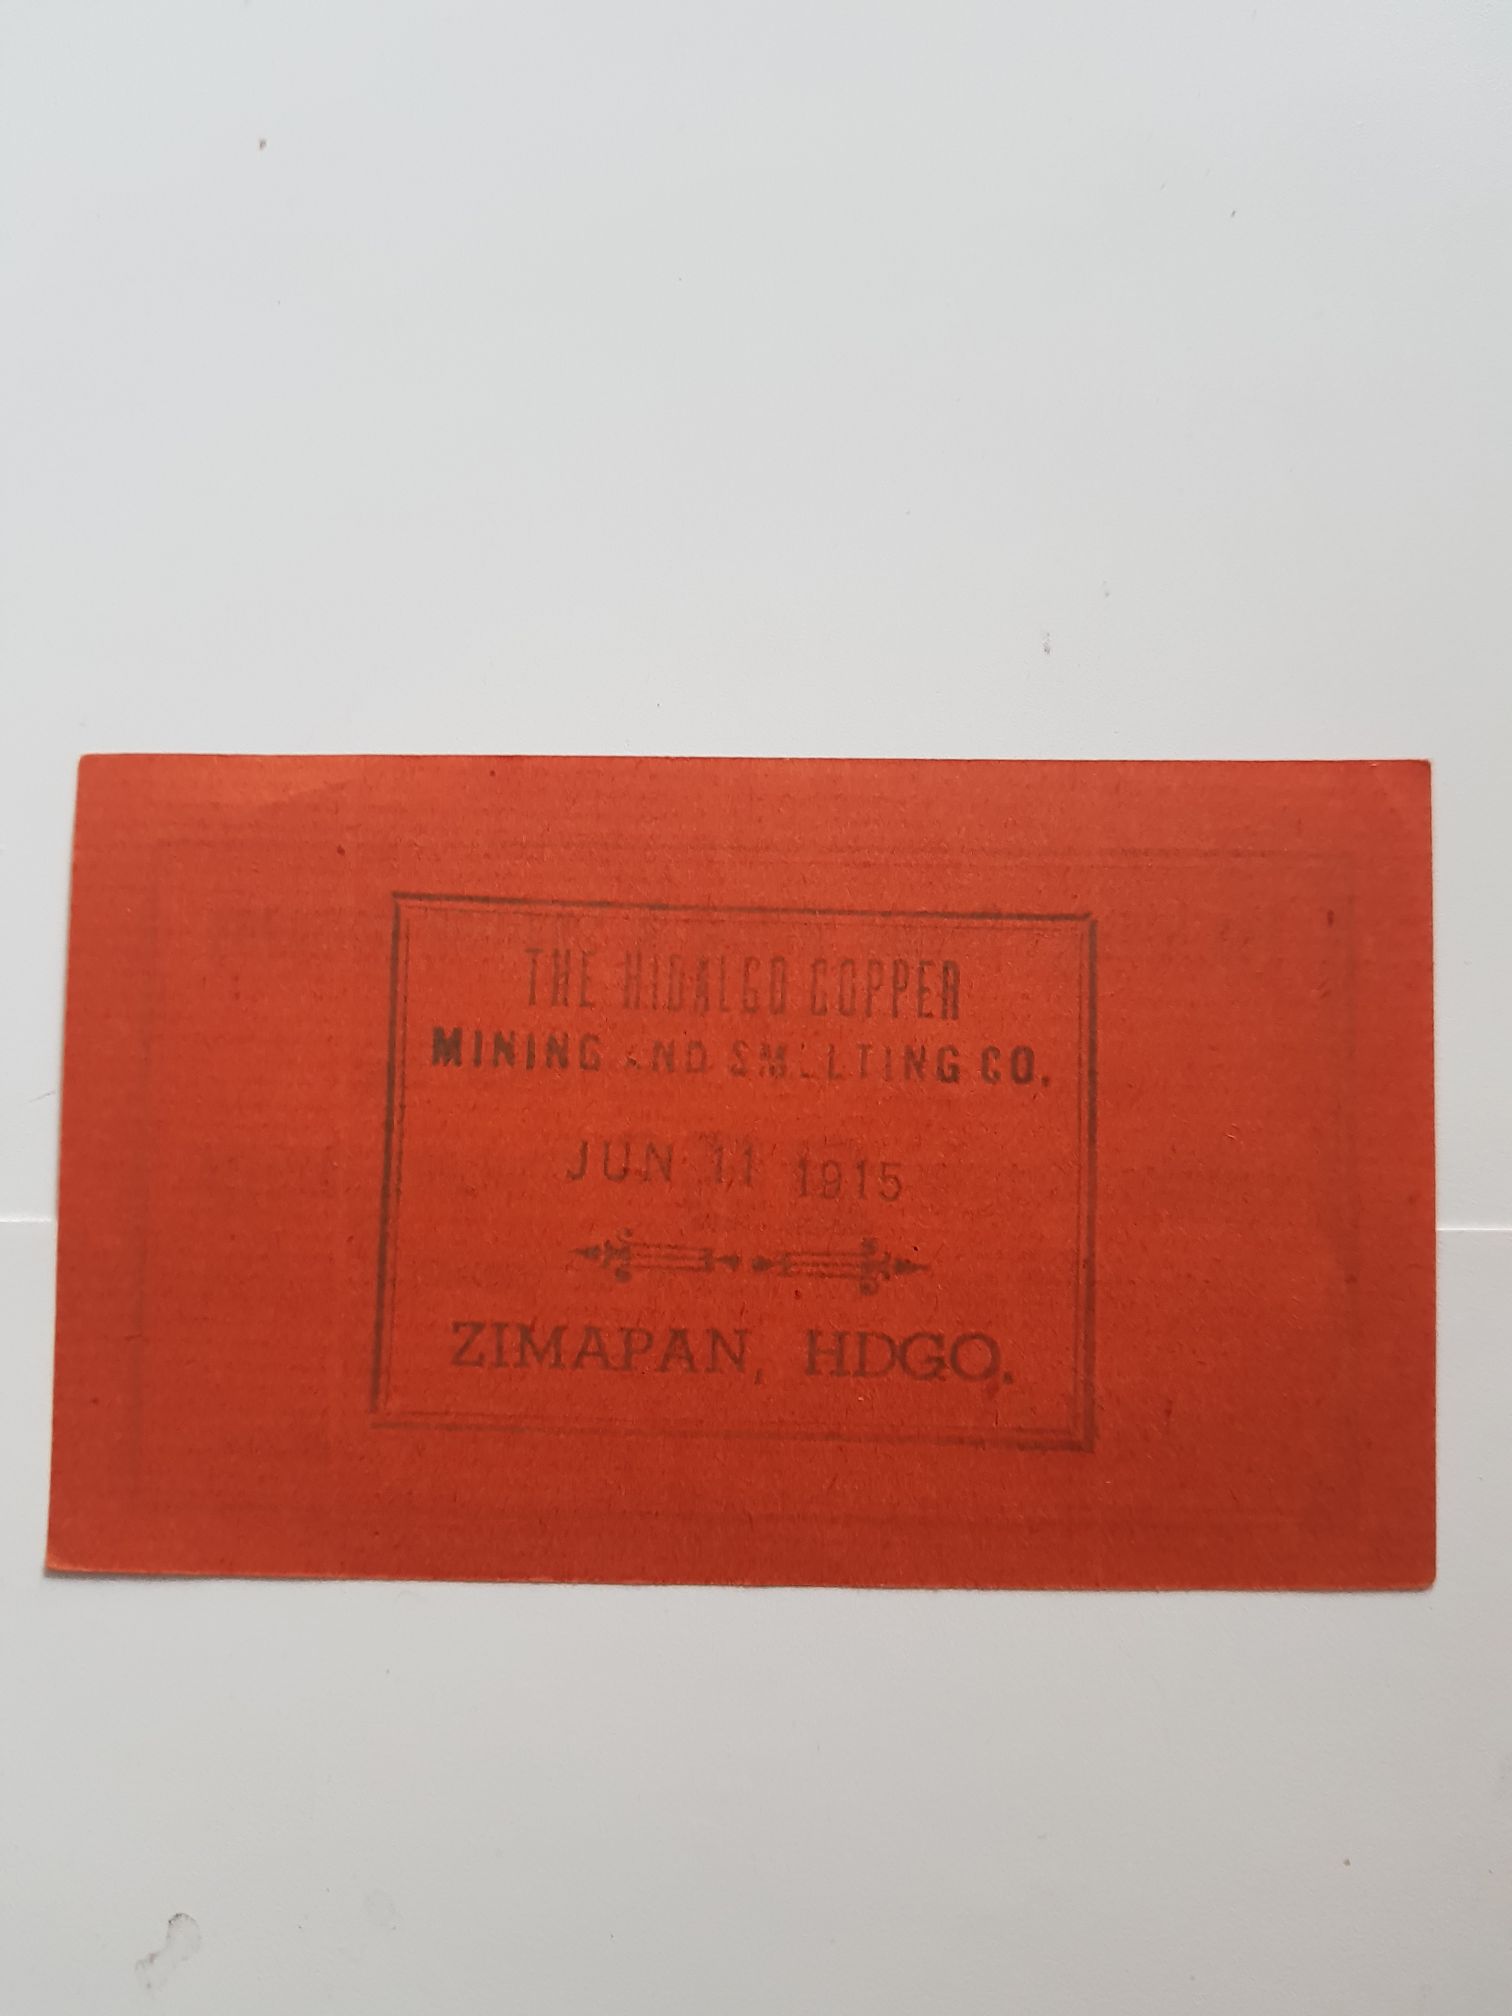 THE HIDALGO COPPER
MINING AND SMELTING CO.
JUN 11 1915
ZIMAPAN, HDGO.